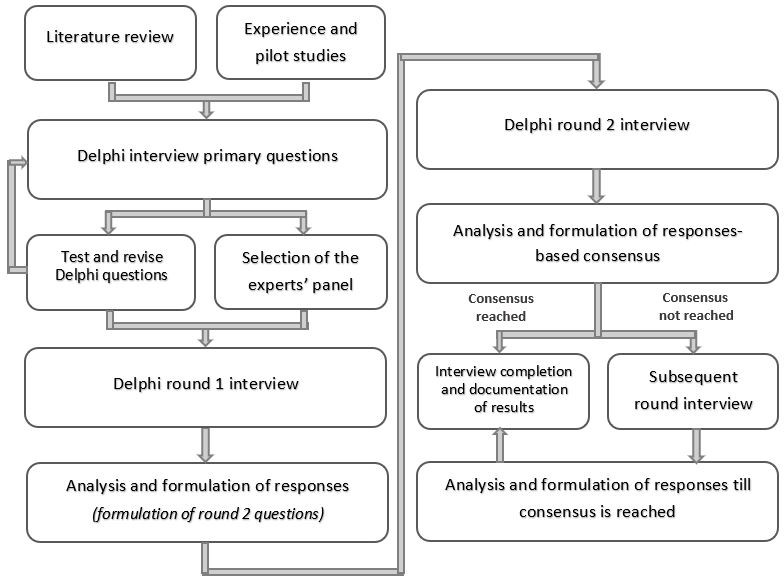 Literature review
Experience and
pilot studies
Delphi interview primary questions
Test and revise
Delphi questions
Selection of the
experts’ panel
Delphi round 1 interview
Analysis and formulation of responses
(formulation of round 2 questions)
Delphi round 2 interview
Analysis and formulation of responses-
based consensus
Consensus
reached
Consensus
not reached
Interview completion
and documentation
of results
Subsequent
round interview
Analysis and formulation of responses till
consensus is reached